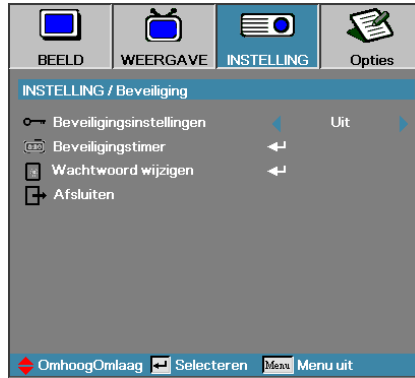 BEELD WEERGAVE INSTELLING Opties
INSTELLING / Beveiliging
Beveiligingsinstellingen Uit
Beveiligingstimer
Wachtwoord wijzigen
Afsluiten
OmhoogOmlaag Selecteren Menu Menu uit